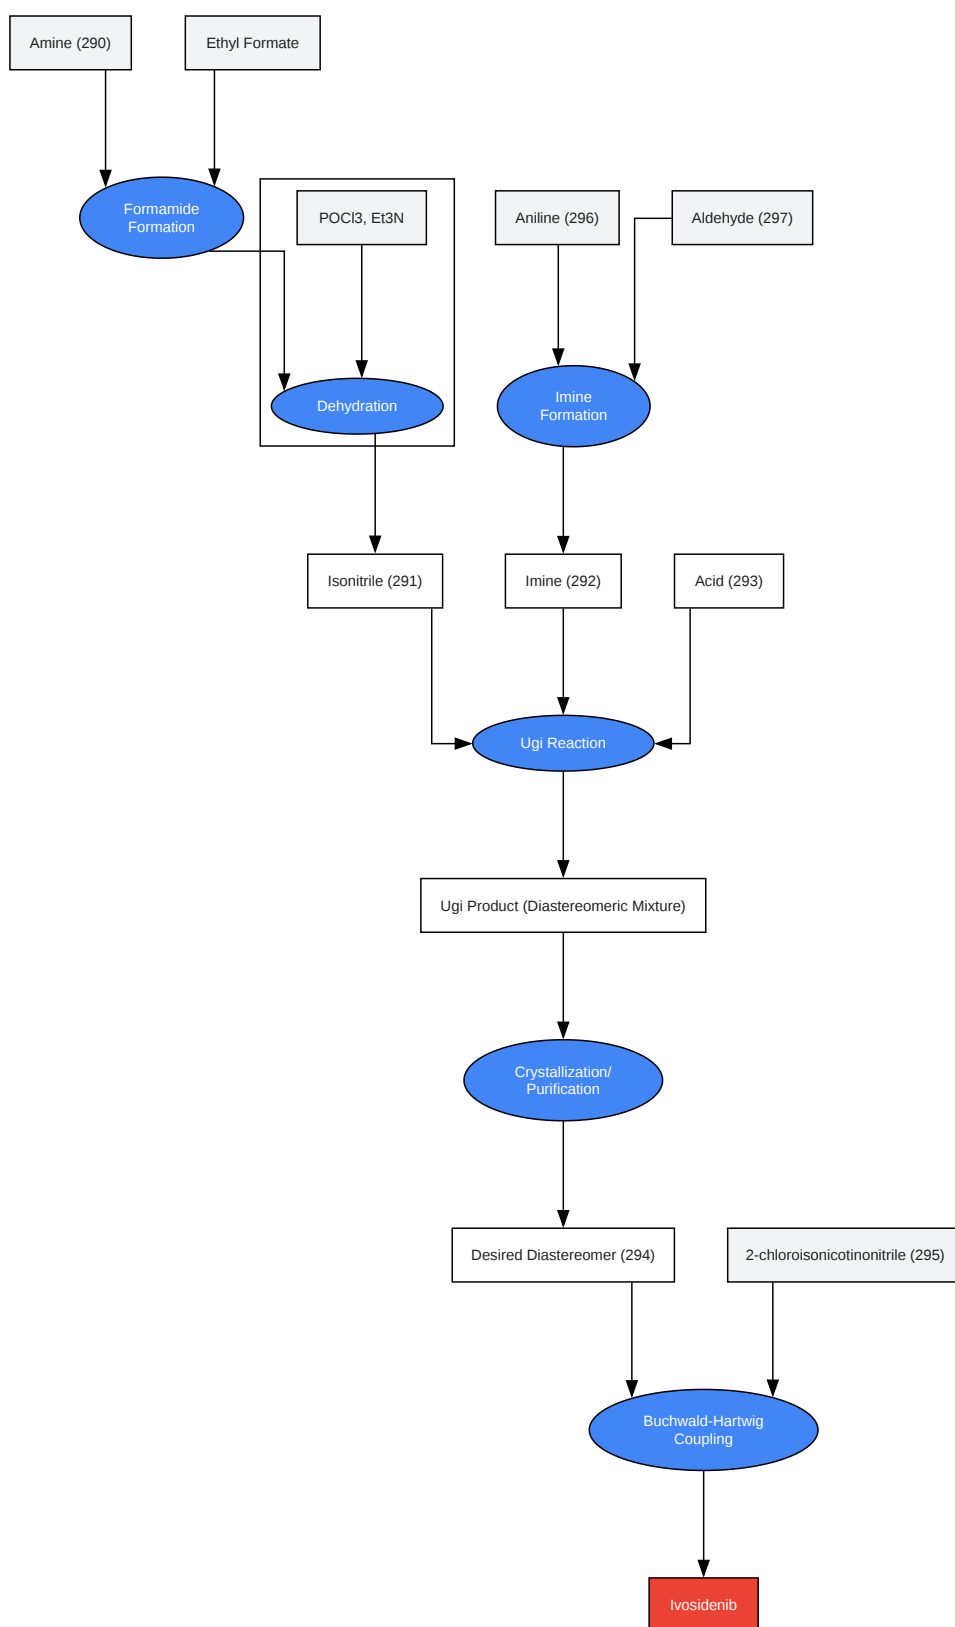 Amine (290)
Ethyl Formate
Formamide
Formation
POCl3, Et3N
Aniline (296)
Aldehyde (297)
Dehydration
Imine
Formation
Isonitrile (291)
Imine (292)
Acid (293)
Ugi Reaction
Ugi Product (Diastereomeric Mixture)
Crystallization/
Purification
Desired Diastereomer (294)
2-chloroisonicotinonitrile (295)
Buchwald-Hartwig
Coupling
Ivosidenib